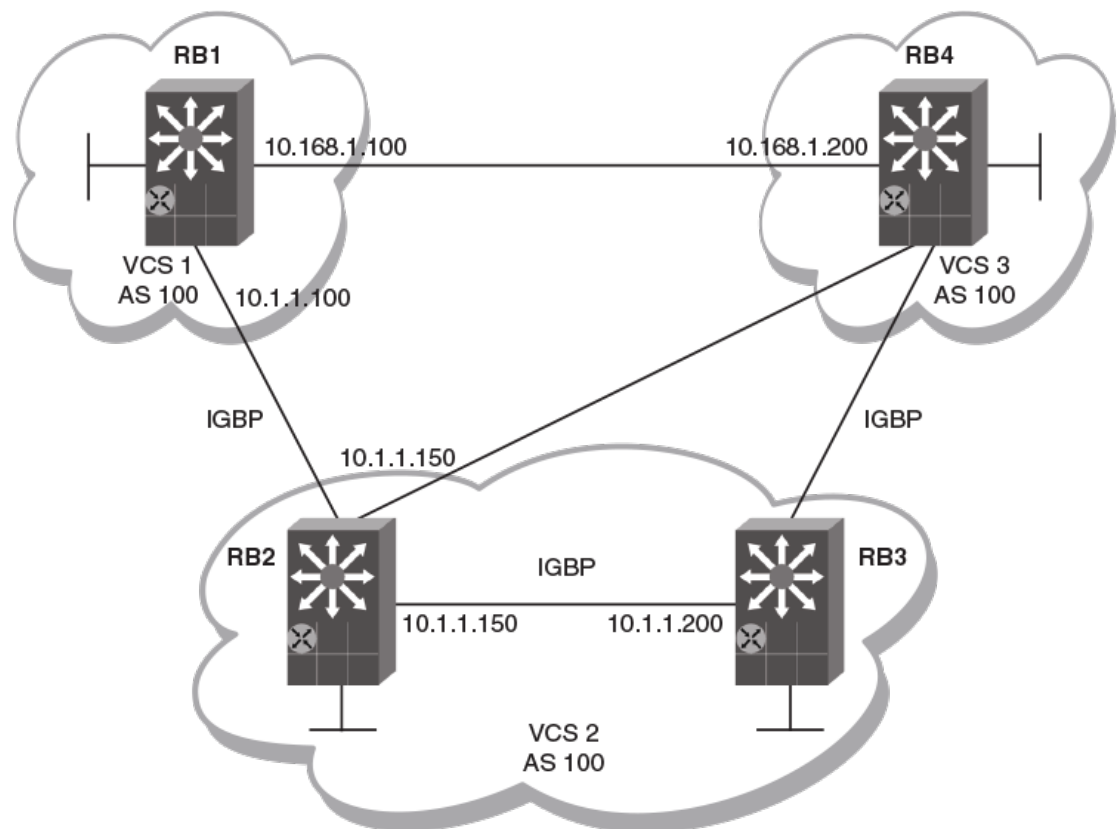 RB1
RB4
10.168.1.100
10.168.1.200
VCS 1
AS 100
VCS 3
AS 100
10.1.1.100
IGBP
IGBP
10.1.1.150
RB2
IGBP
RB3
10.1.1.150
10.1.1.200
VCS 2
AS 100